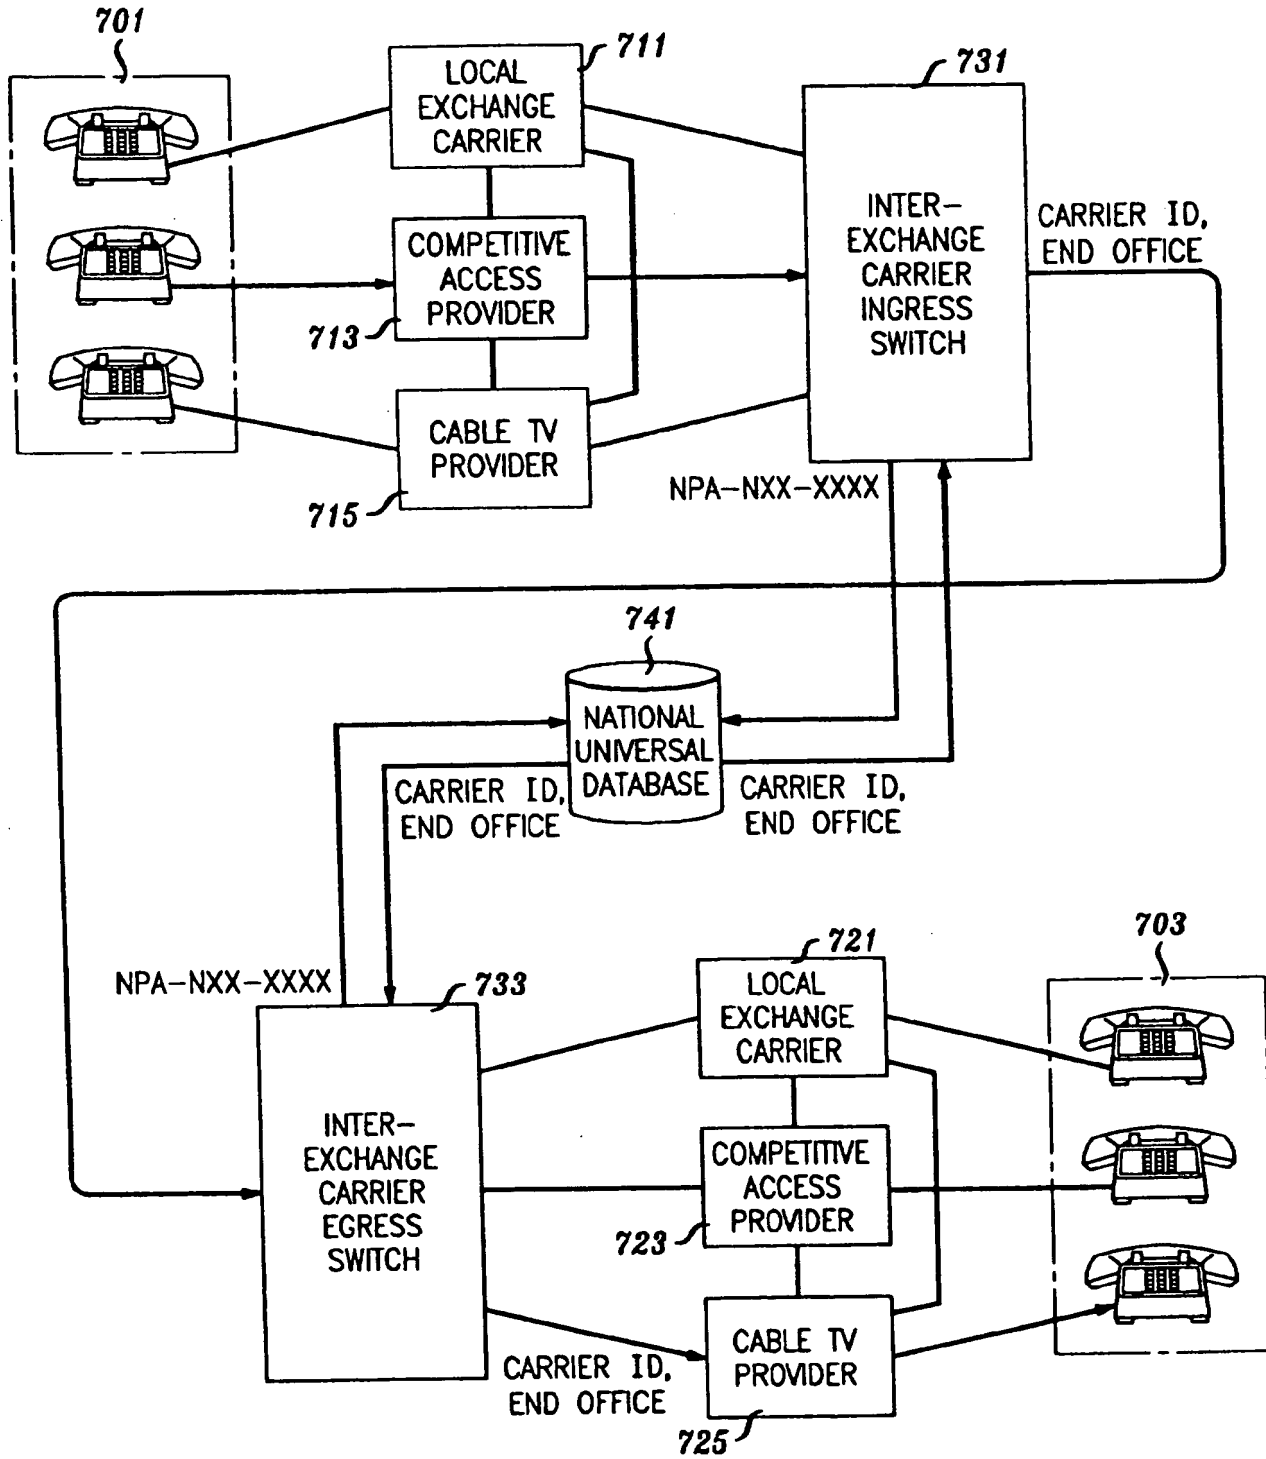 701
711
LOCAL
EXCHANGE
CARRIER
731
INTER-
EXCHANGE
CARRIER
INGRESS
SWITCH
CARRIER ID,
END OFFICE
COMPETITIVE
ACCESS
PROVIDER
713
CABLE TV
PROVIDER
715
NPA-NXX-XXXX
741
NATIONAL
UNIVERSAL
DATABASE
CARRIER ID,
END OFFICE
CARRIER ID,
END OFFICE
NPA-NXX-XXXX
733
INTER-
EXCHANGE
CARRIER
EGRESS
SWITCH
721
LOCAL
EXCHANGE
CARRIER
703
COMPETITIVE
ACCESS
PROVIDER
723
CABLE TV
PROVIDER
725
CARRIER ID,
END OFFICE